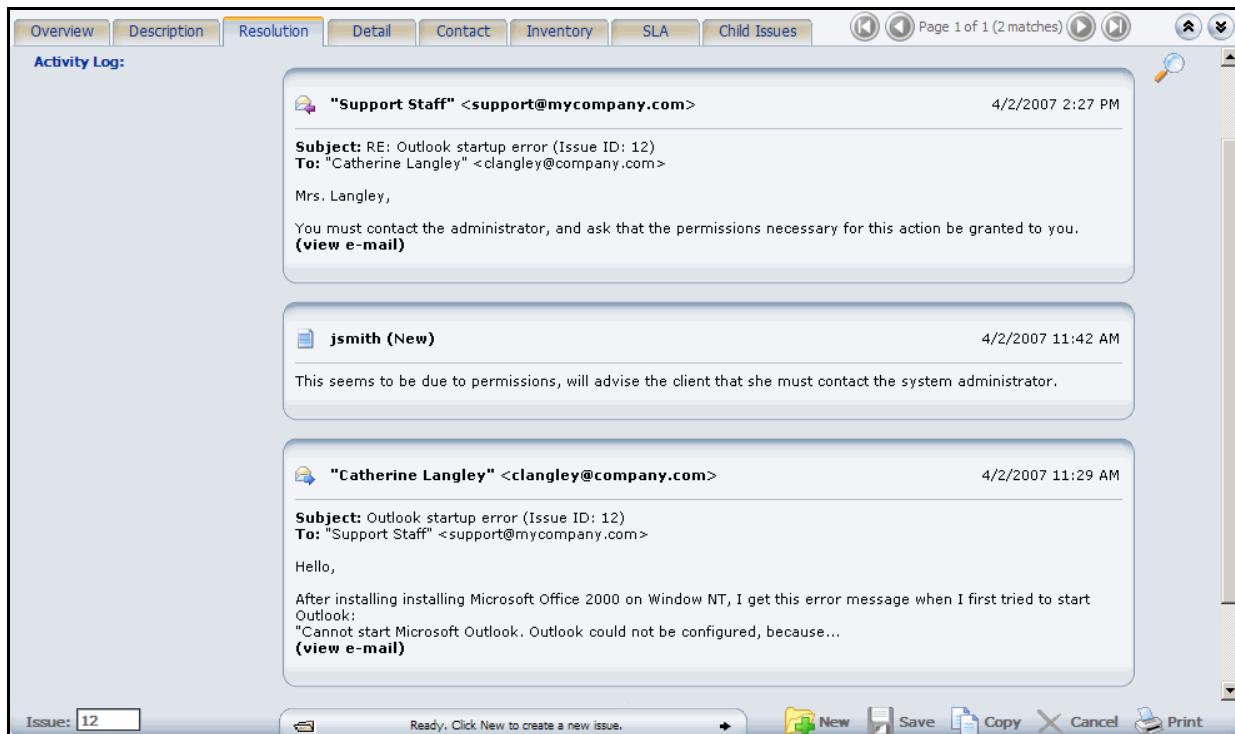 Overview Description Resolution Detail Contact Inventory SLA Child Issues Page 1 of 1 (2 matches)
Activity Log:
"Support Staff" <support@mycompany.com> 4/2/2007 2:27 PM
Subject: RE: Outlook startup error (Issue ID: 12)
To: "Catherine Langley" <clangley@company.com>
Mrs. Langley,
You must contact the administrator, and ask that the permissions necessary for this action be granted to you.
(view e-mail)
jsmith (New) 4/2/2007 11:42 AM
This seems to be due to permissions, will advise the client that she must contact the system administrator.
"Catherine Langley" <clangley@company.com> 4/2/2007 11:29 AM
Subject: Outlook startup error (Issue ID: 12)
To: "Support Staff" <support@mycompany.com>
Hello,
After installing installing Microsoft Office 2000 on Window NT, I get this error message when I first tried to start
Outlook:
"Cannot start Microsoft Outlook. Outlook could not be configured, because...
(view e-mail)
Issue: 12 Ready. Click New to create a new issue. New Save Copy Cancel Print